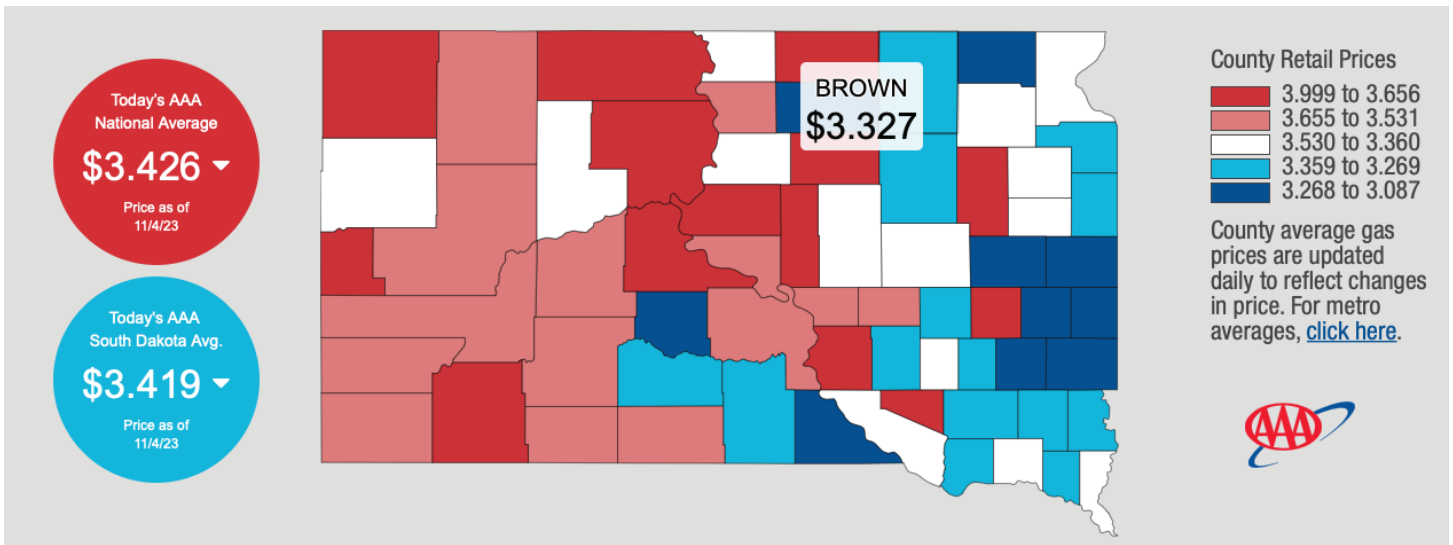 Today's AAA
National Average
$3.426
Price as of
11/4/23
Today's AAA
South Dakota Avg.
$3.419
Price as of
11/4/23
BROWN
$3.327
County Retail Prices
3.999 to 3.656
3.655 to 3.531
3.530 to 3.360
3.359 to 3.269
3.268 to 3.087
County average gas
prices are updated
daily to reflect changes
in price. For metro
averages, click here.
AAA